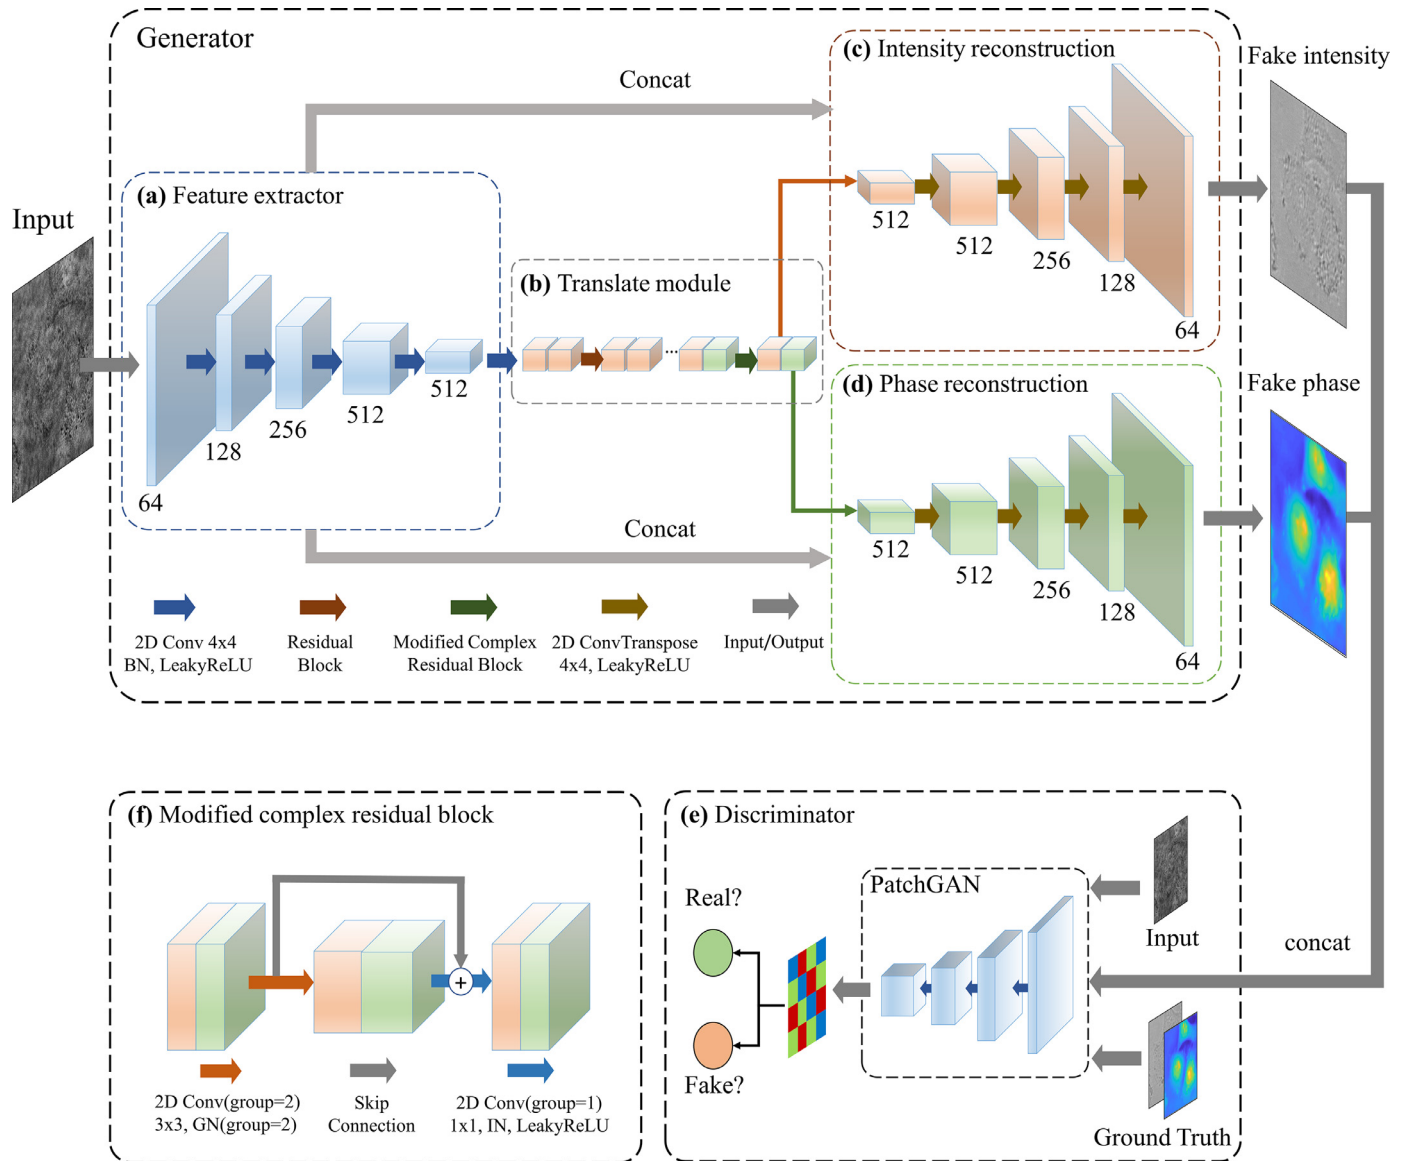 Generator
Concat
(c) Intensity reconstruction
Fake intensity
512
512
256
128
64
(a) Feature extractor
Input
64
128
256
512
512
(b) Translate module
...
(d) Phase reconstruction
Fake phase
512
512
256
128
64
Concat
2D Conv 4x4
BN, LeakyReLU
Residual
Block
Modified Complex
Residual Block
2D ConvTranspose
4x4, LeakyReLU
Input/Output
(f) Modified complex residual block
+
2D Conv(group=2)
3x3, GN(group=2)
Skip
Connection
2D Conv(group=1)
1x1, IN, LeakyReLU
(e) Discriminator
PatchGAN
Real?
Fake?
Input
concat
Ground Truth